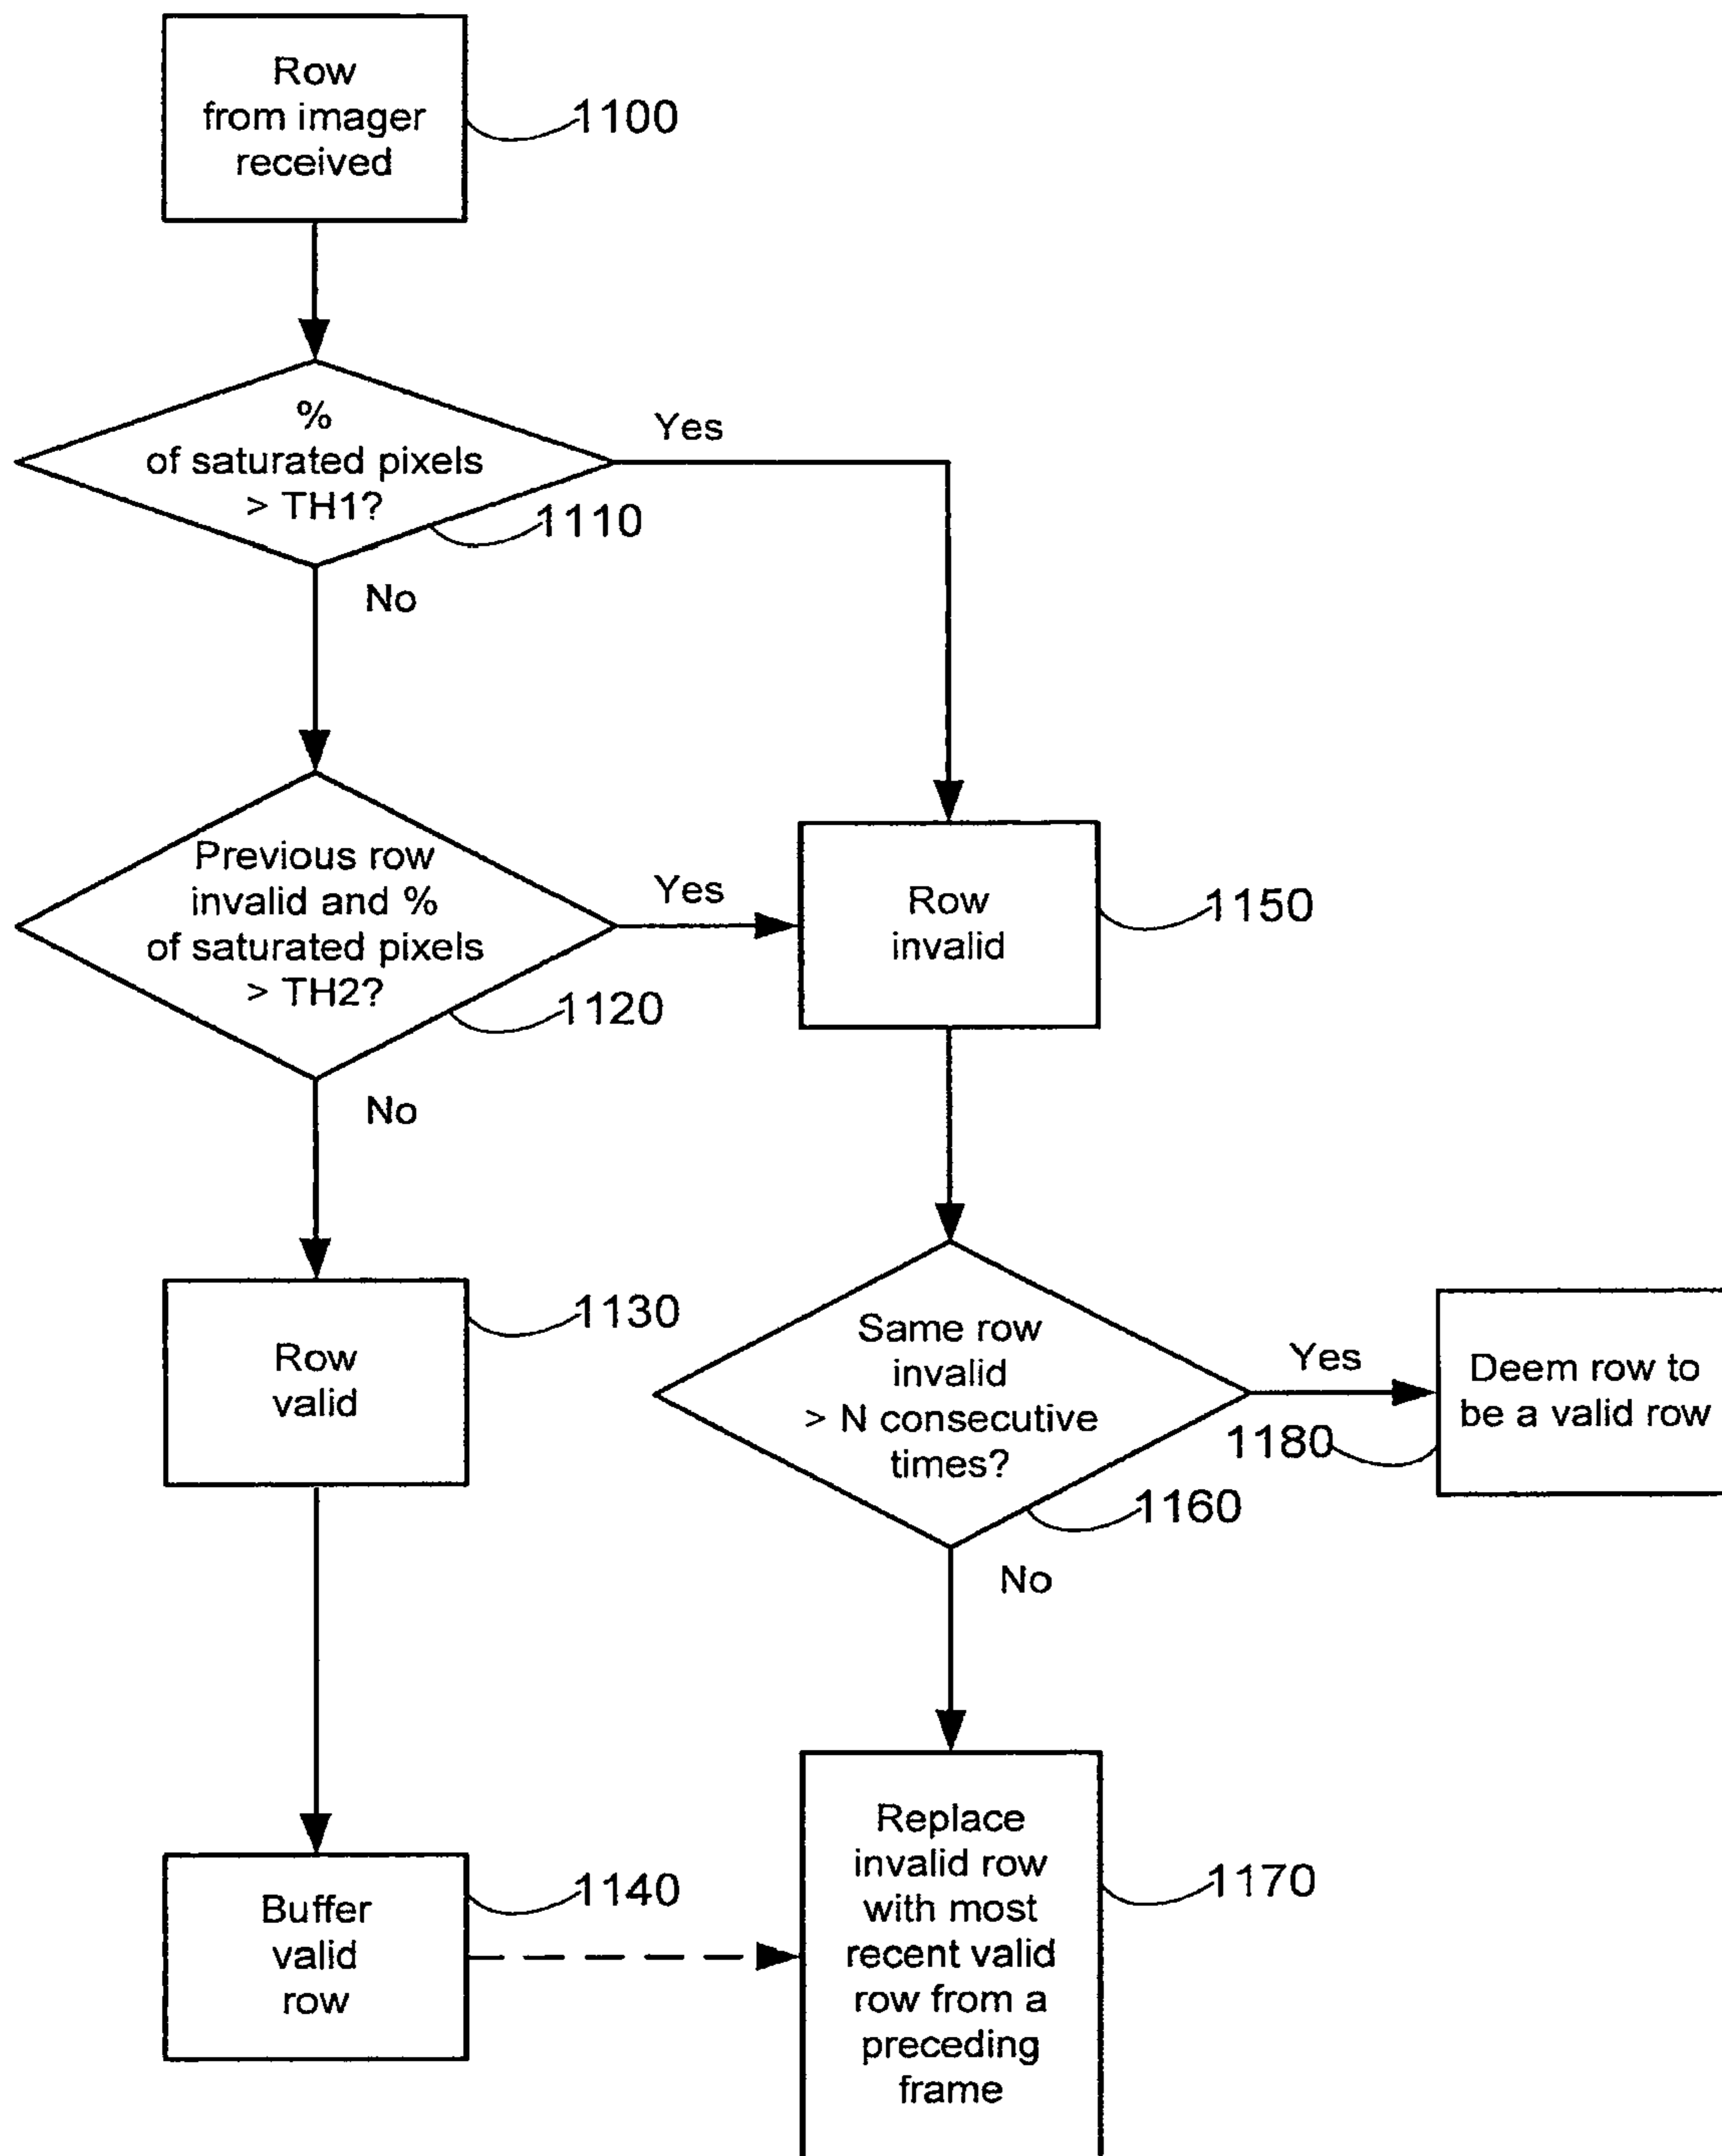 Row
from imager
received
1100
%
of saturated pixels
> TH1?
1110
Yes
No
Previous row
invalid and %
of saturated pixels
> TH2?
1120
Yes
No
Row
invalid
1150
Row
valid
1130
Same row
invalid
> N consecutive
times?
1160
Yes
No
Deem row to
be a valid row
1180
Buffer
valid
row
1140
Replace
invalid row
with most
recent valid
row from a
preceding
frame
1170